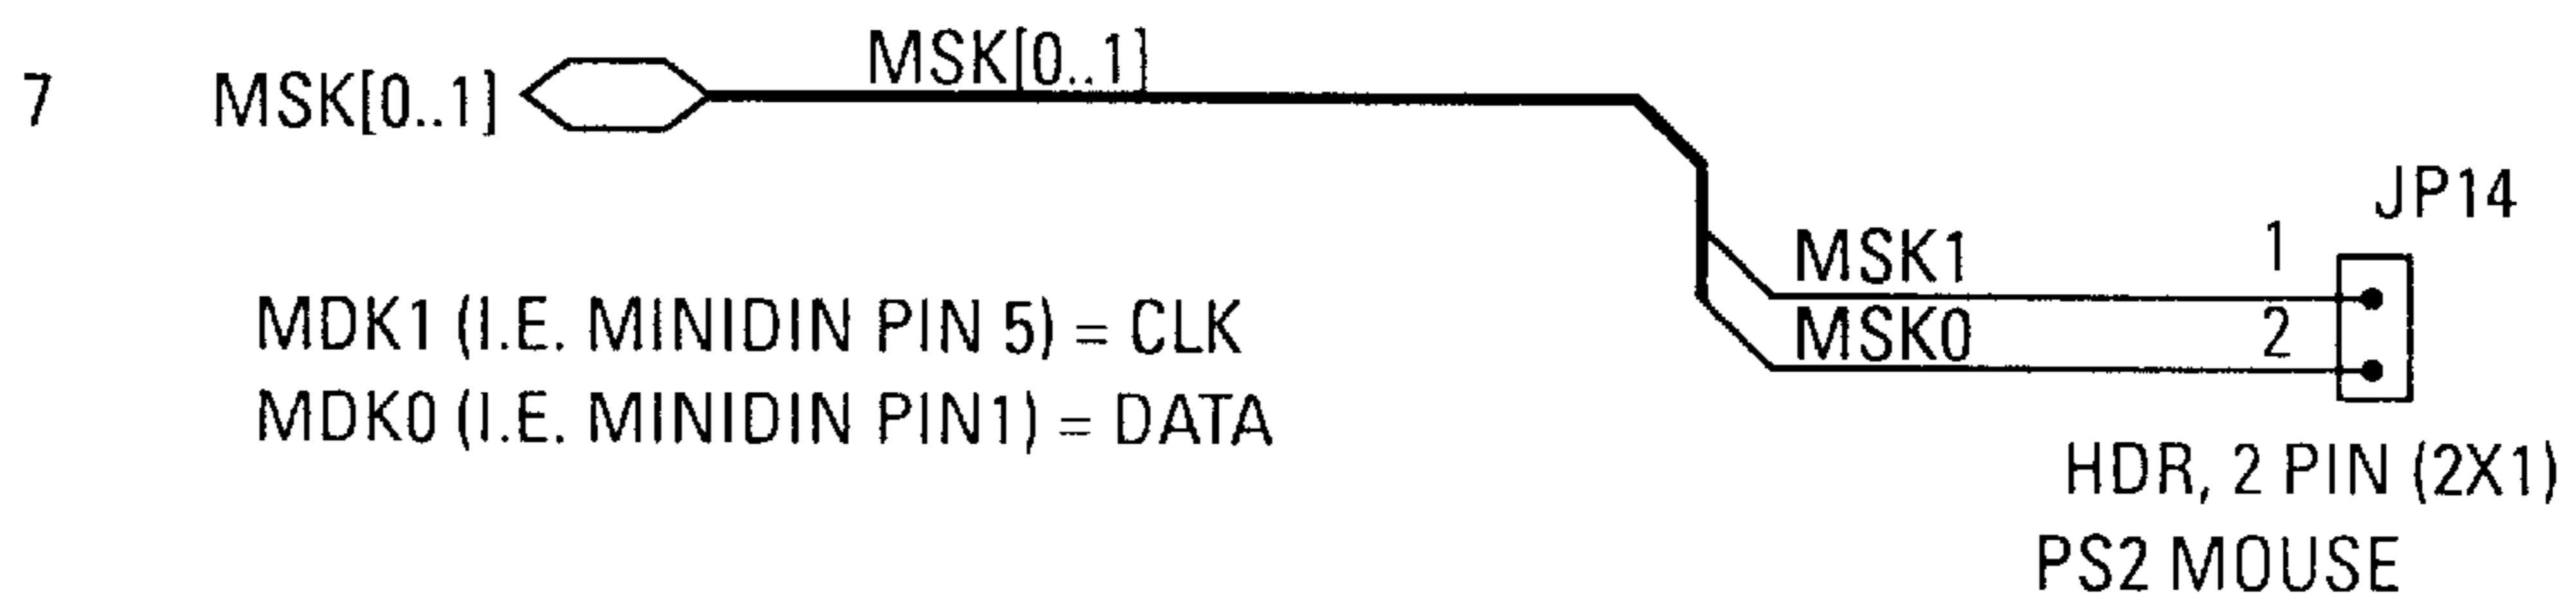 7 MSK[0..1] MSK[0..1]
JP14
MSK1 1
MSK0 2
MDK1 (I.E. MINIDIN PIN 5) = CLK
MDK0 (I.E. MINIDIN PIN1) = DATA
HDR, 2 PIN (2X1)
PS2 MOUSE